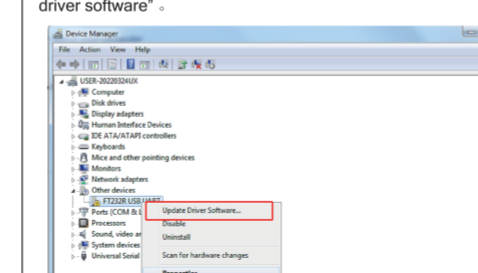 driver software" 。
Device Manager
File Action View Help
USER-20220324UX
Computer
Disk drives
Display adapters
Human Interface Devices
IDE ATA/ATAPI controllers
Keyboards
Mice and other pointing devices
Monitors
Network adapters
Other devices
FT232R USB UART
Ports (COM & L
Processors
Sound, video an
System devices
Universal Serial
Update Driver Software...
Disable
Uninstall
Scan for hardware changes
Properties